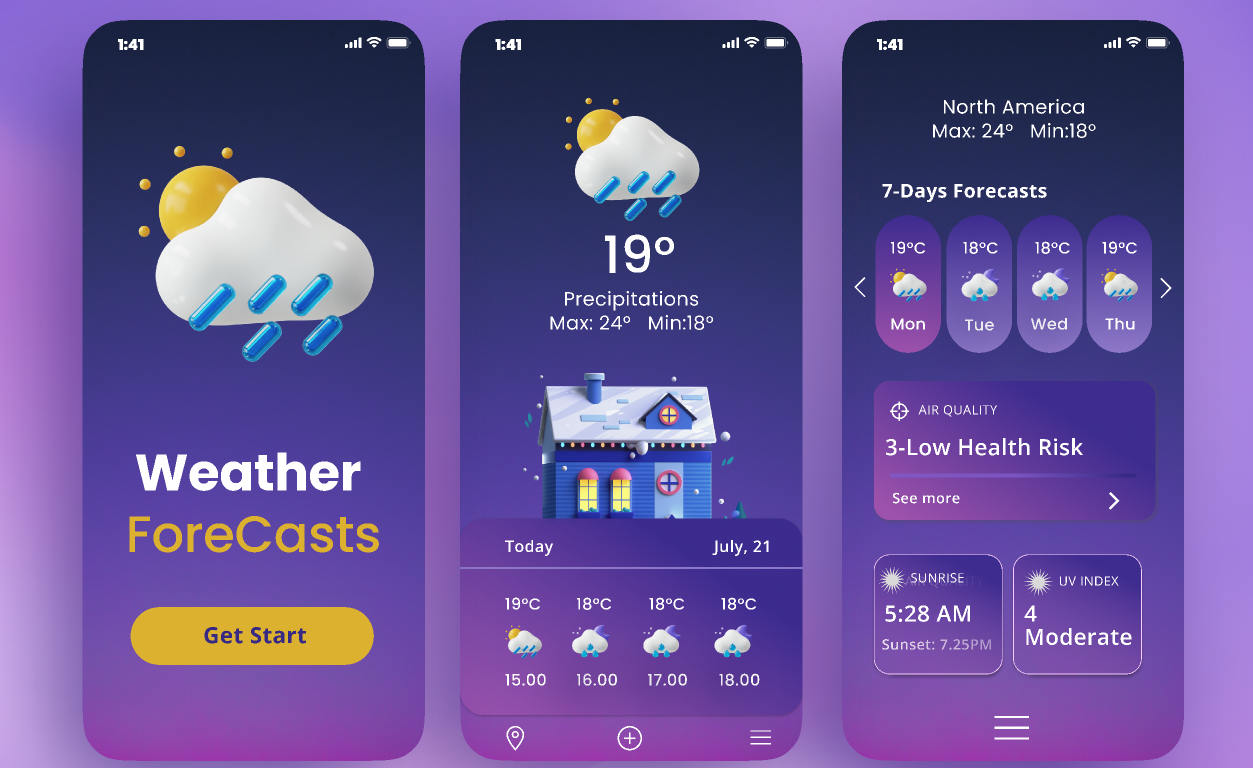 1:41
Weather
ForeCasts
Get Start
1:41
19°
Precipitations
Max: 24° Min:18°
Today July, 21
19°C 18°C 18°C 18°C
15.00 16.00 17.00 18.00
1:41
North America
Max: 24° Min:18°
7-Days Forecasts
19°C 18°C 18°C 19°C
Mon Tue Wed Thu
AIR QUALITY
3-Low Health Risk
See more
SUNRISE
5:28 AM
Sunset: 7.25PM
UV INDEX
4
Moderate